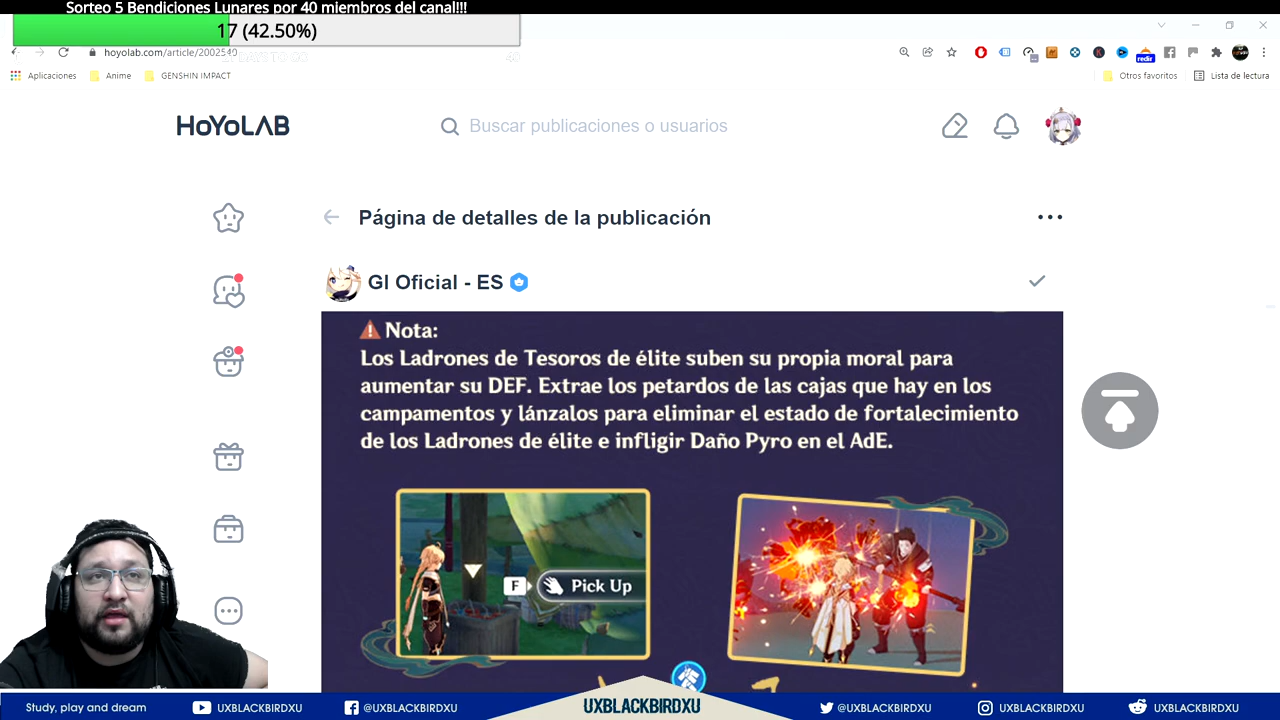 Sorteo 5 Bendiciones Lunares por 40 miembros del canal!!!
17 (42.50%)
hoyolab.com/article/2002540
40
redir
Aplicaciones
Anime
GENSHIN IMPACT
Otros favoritos
Lista de lectura
HoYoLAB
Buscar publicaciones o usuarios
Página de detalles de la publicación
GI Oficial - ES
Nota:
Los Ladrones de Tesoros de élite suben su propia moral para
aumentar su DEF. Extrae los petardos de las cajas que hay en los
campamentos y lánzalos para eliminar el estado de fortalecimiento
de los Ladrones de élite e infligir Daño Pyro en el AdE.
F
Pick Up
Study, play and dream
UXBLACKBIRDXU
@UXBLACKBIRDXU
UXBLACKBIRDXU
@UXBLACKBIRDXU
UXBLACKBIRDXU
UXBLACKBIRDXU